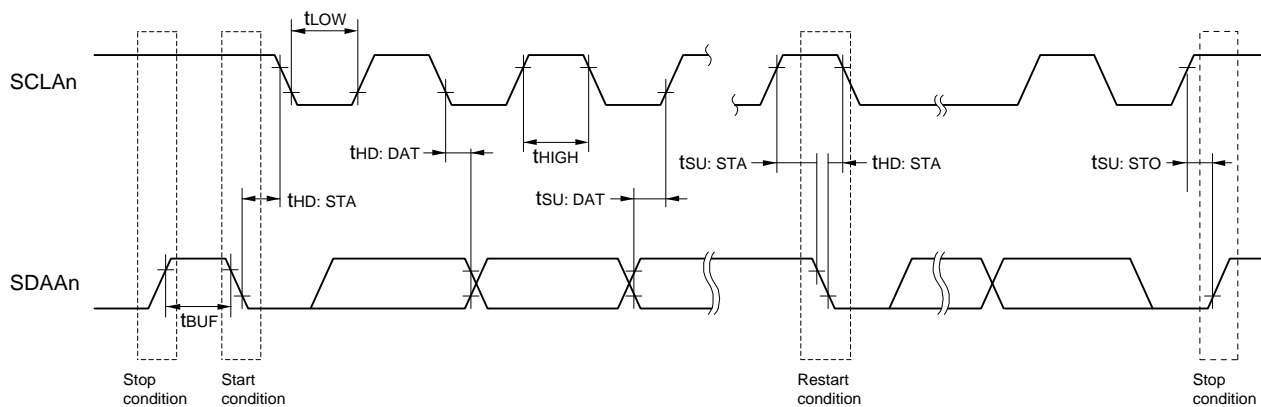 tLOW
SCLAn
tHD: DAT
tHIGH
tSU: STA
tHD: STA
tSU: STO
tHD: STA
tSU: DAT
SDAAn
tBUF
Stop
condition
Start
condition
Restart
condition
Stop
condition